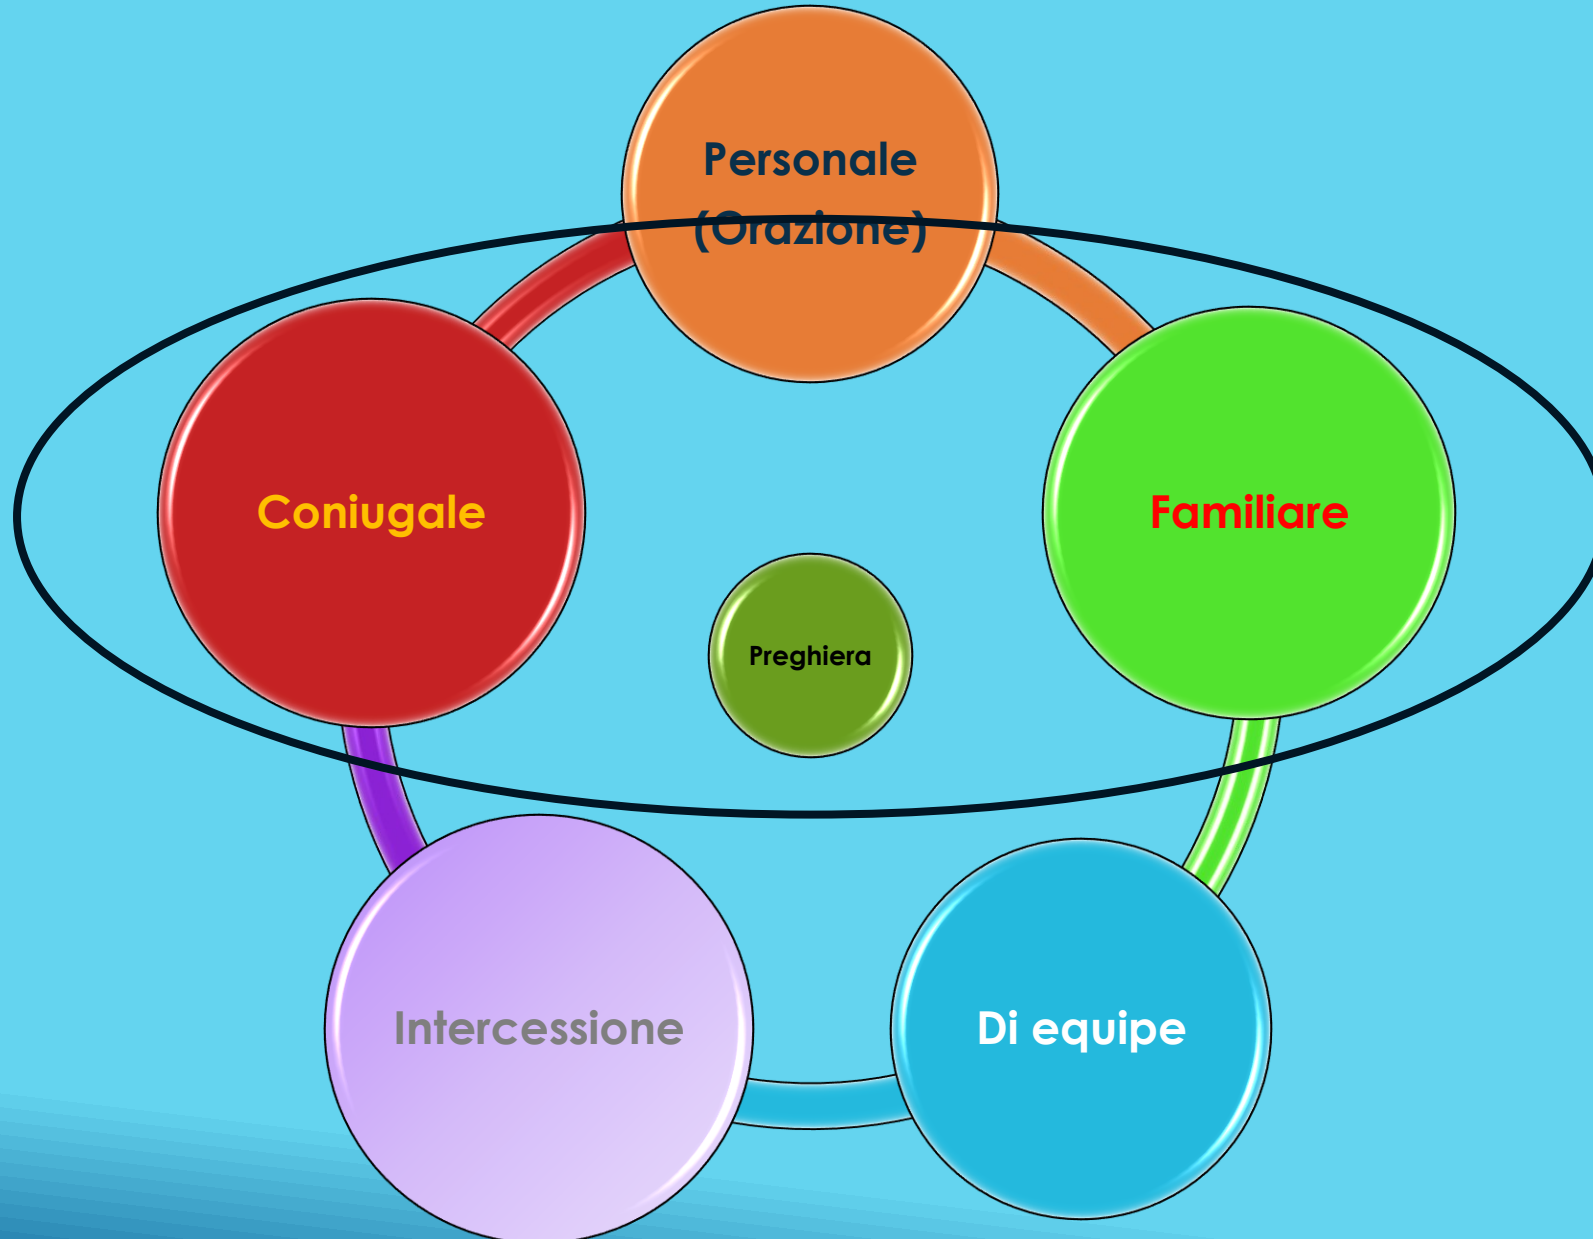 Personale
(Orazione)
Coniugale
Familiare
Preghiera
Intercessione
Di equipe